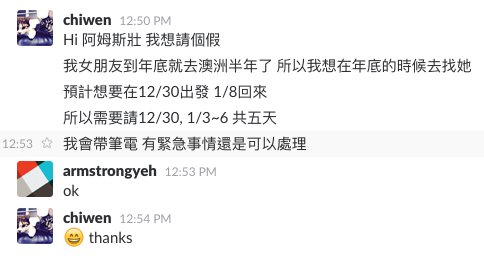 chiwen 12:50 PM
Hi 阿姆斯壯 我想請個假
我女朋友到年底就去澳洲半年了 所以我想在年底的時候去找她
預計想要在12/30出發 1/8回來
所以需要請12/30, 1/3~6 共五天
12:53 我會帶筆電 有緊急事情還是可以處理
armstrongyeh 12:53 PM
ok
chiwen 12:54 PM
😄 thanks